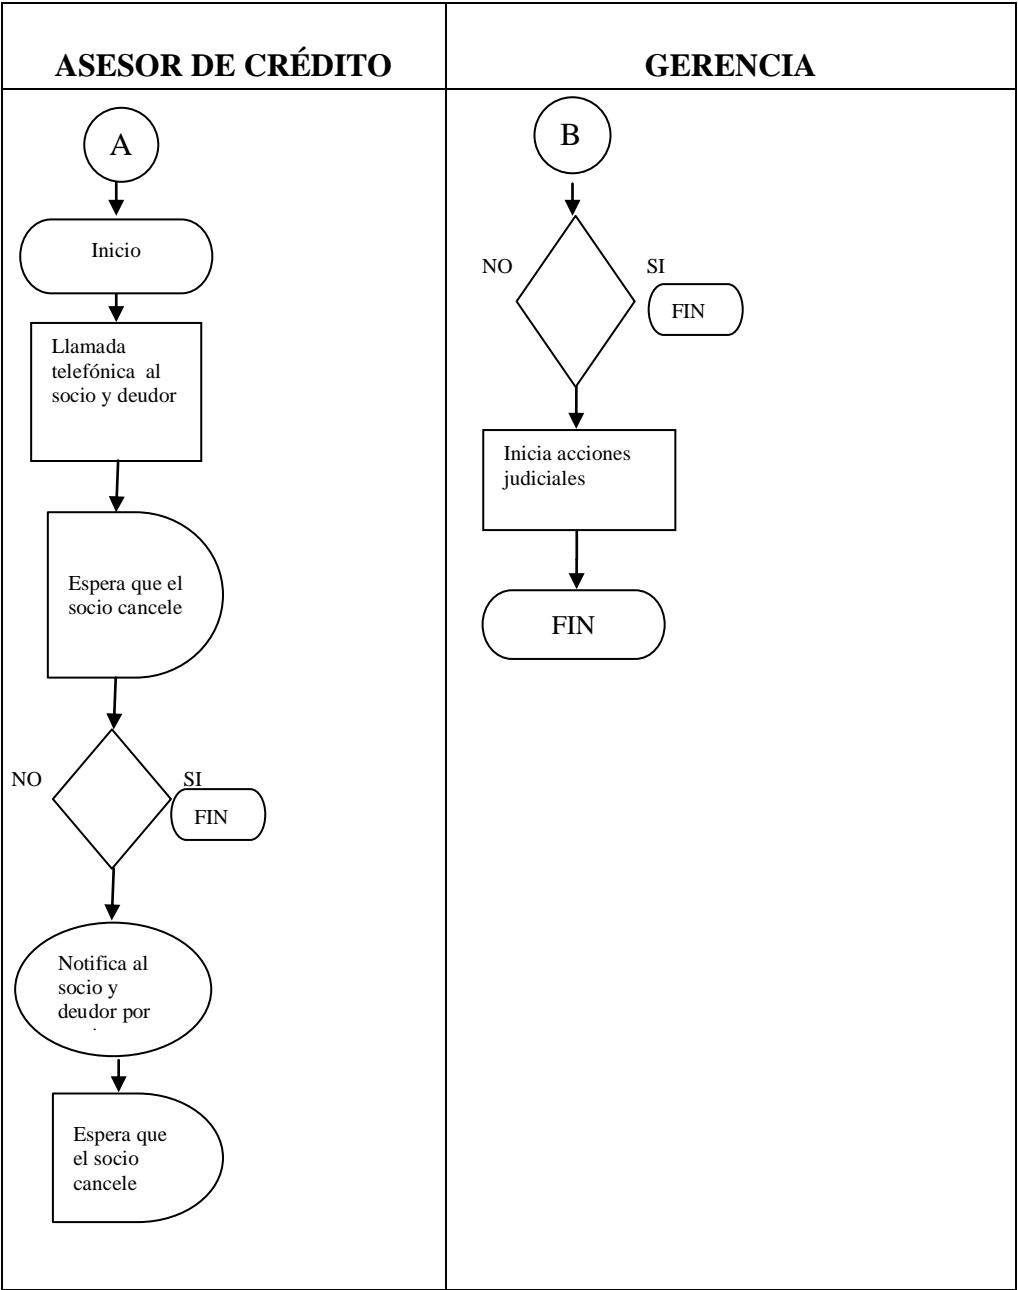 ASESOR DE CRÉDITO
GERENCIA
A
Inicio
Llamada
telefónica al
socio y deudor
Espera que el
socio cancele
NO
SI
FIN
Notifica al
socio y
deudor por
Espera que
el socio
cancele
B
NO
SI
FIN
Inicia acciones
judiciales
FIN